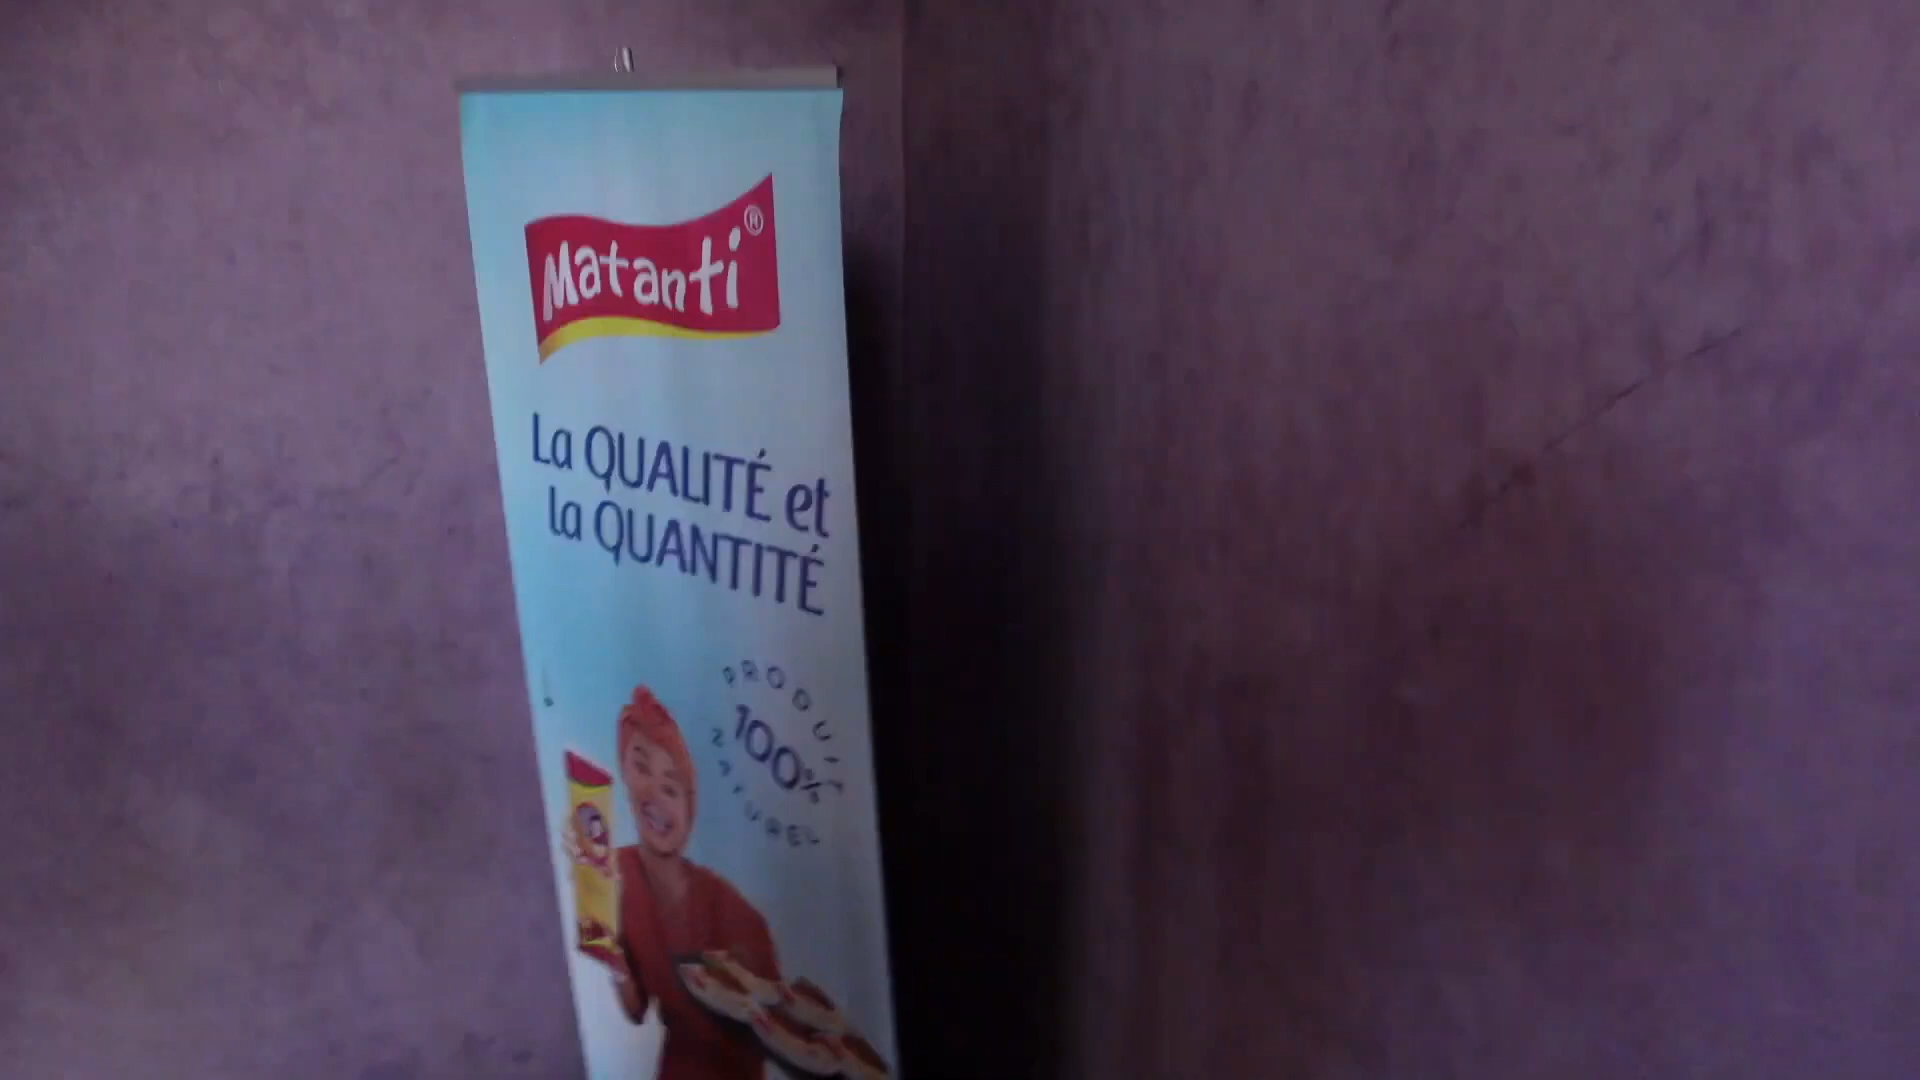 Matanti®
La QUALITÉ et
la QUANTITÉ
PRODUIT
100%
NATUREL